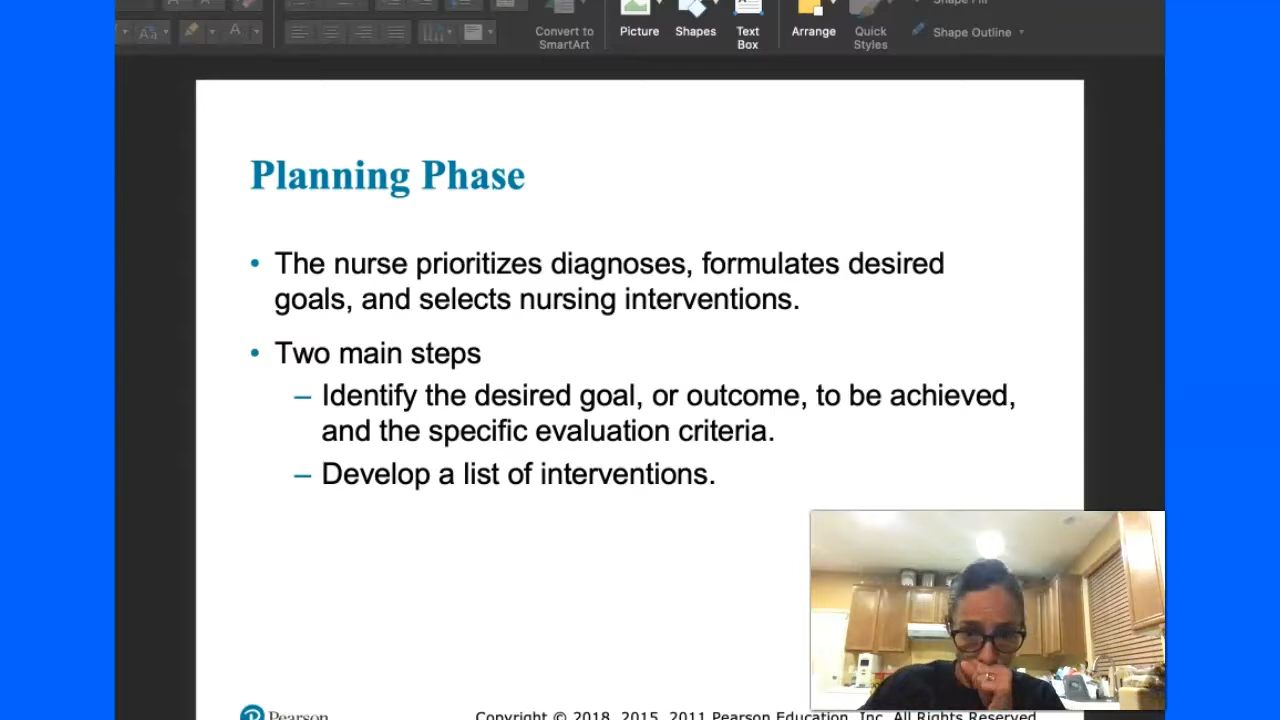 Convert to
SmartArt
Picture
Shapes
Text
Box
Arrange
Quick
Styles
Shape Fill
Shape Outline
Planning Phase
• The nurse prioritizes diagnoses, formulates desired
goals, and selects nursing interventions.
• Two main steps
– Identify the desired goal, or outcome, to be achieved,
and the specific evaluation criteria.
– Develop a list of interventions.
Pearson
Copyright © 2018, 2015, 2011 Pearson Education, Inc. All Rights Reserved